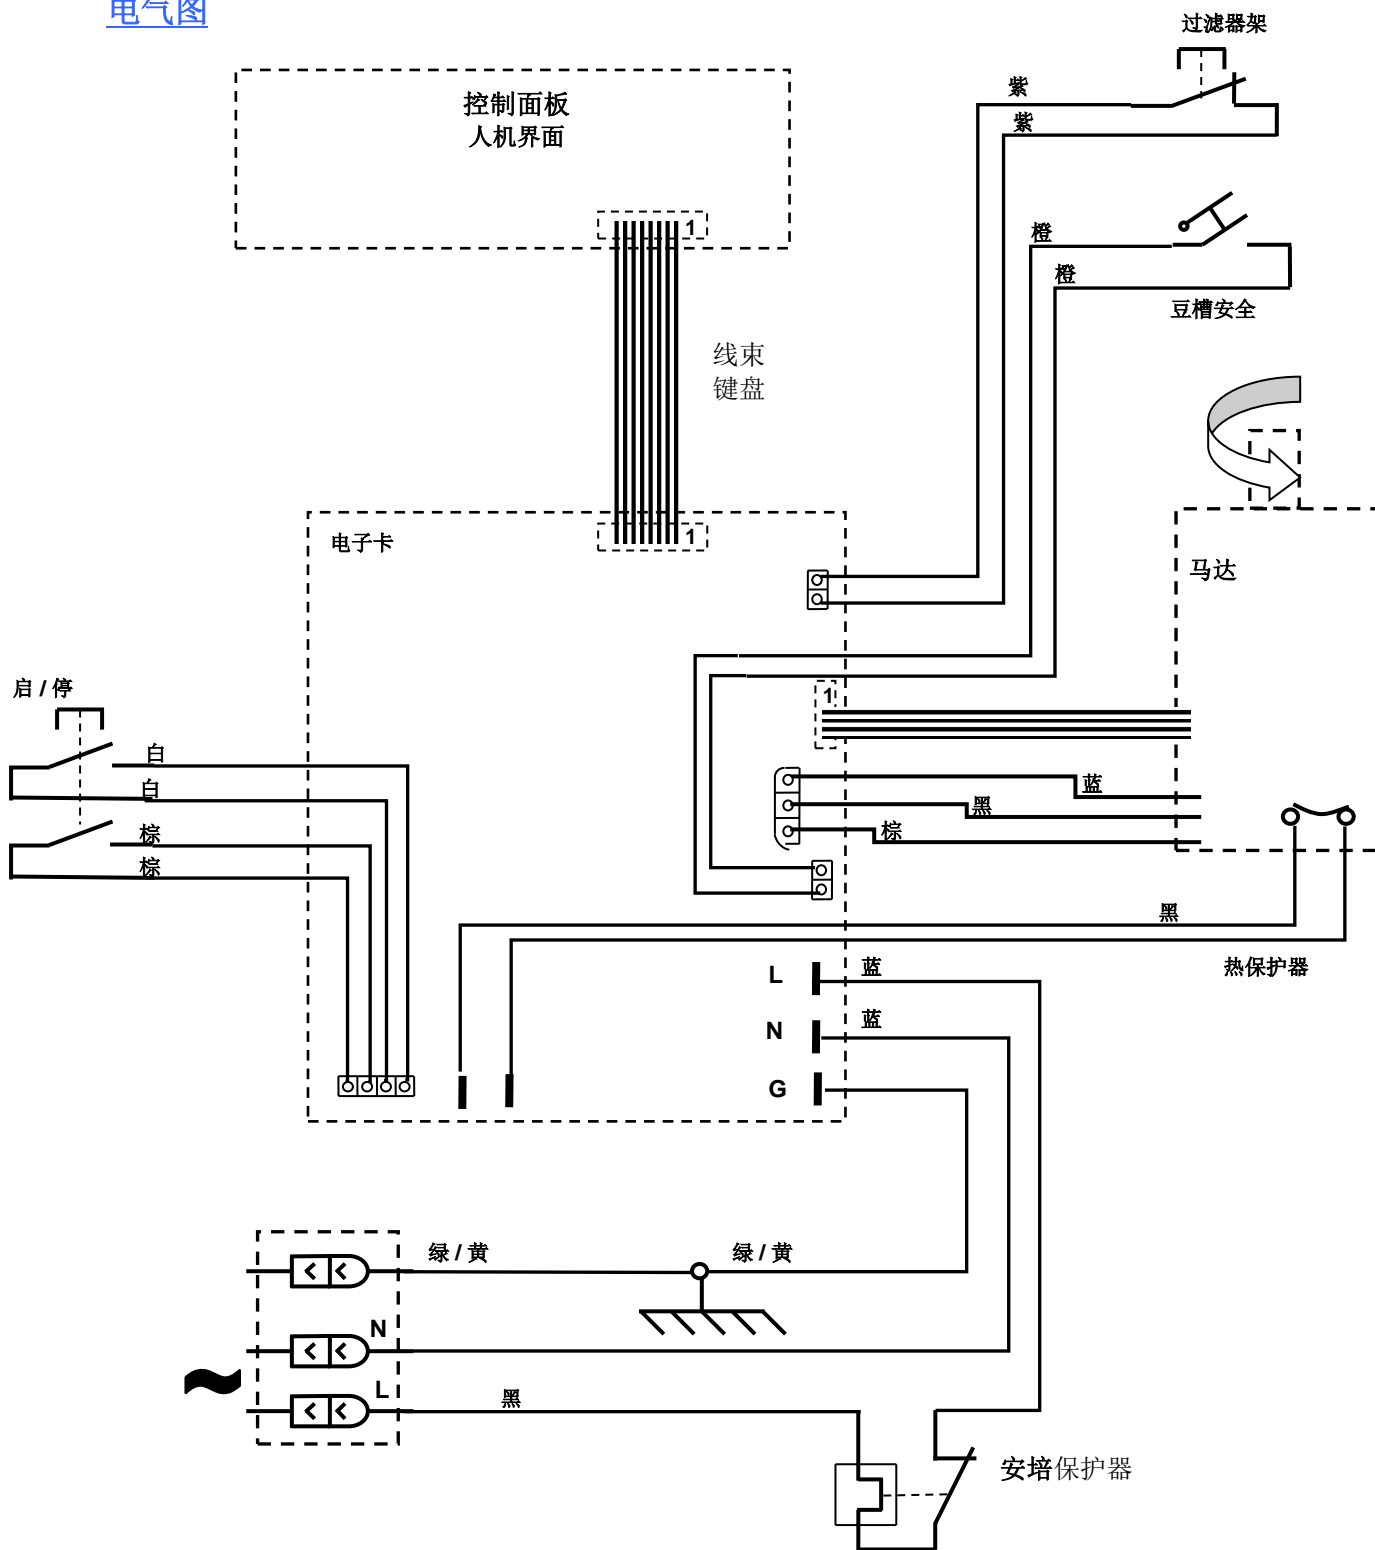 电气图
过滤器架
紫
控制面板
紫
人机界面
1
橙
橙
豆槽安全
线束
键盘
1
电子卡
马达
启 / 停
1
白
蓝
白
黑
棕
棕
棕
黑
L
蓝
热保护器
N
蓝
G
绿 / 黄
绿 / 黄
N
L
黑
安培保护器